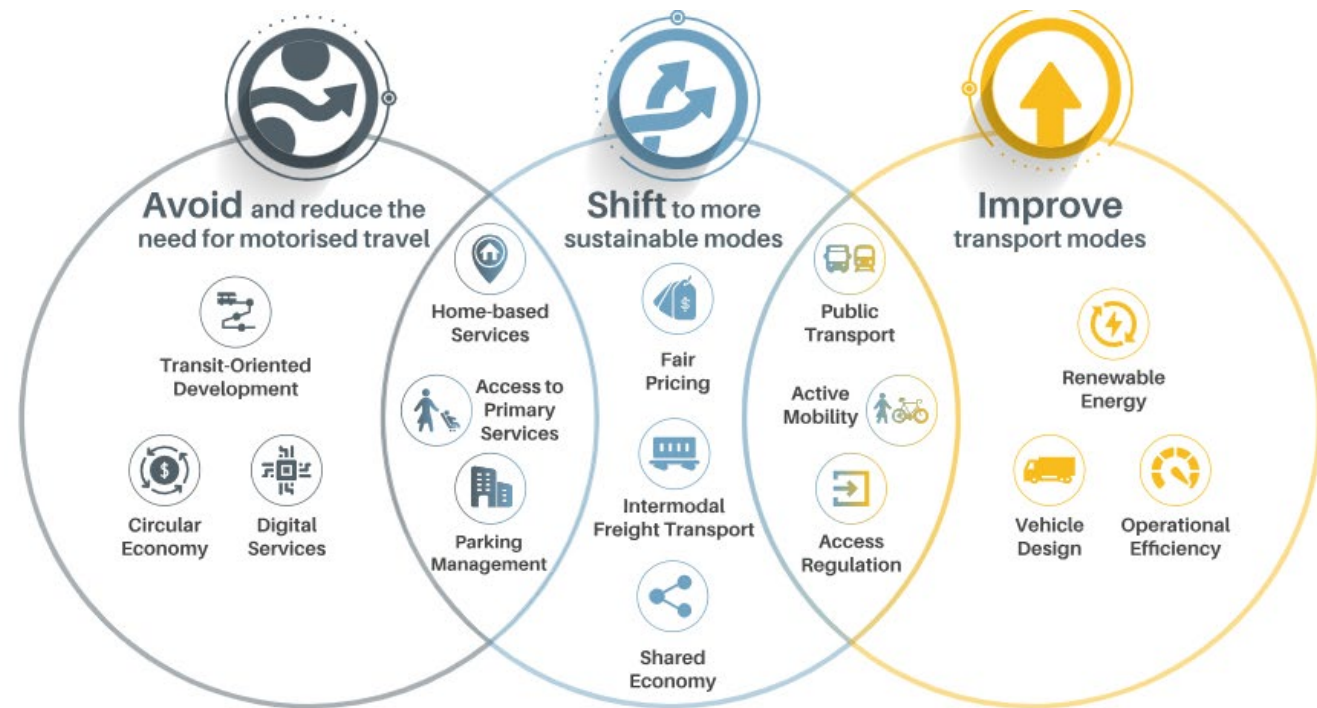 Avoid and reduce the
need for motorised travel
Transit-Oriented
Development
Circular
Economy
Digital
Services
Home-based
Services
Access to
Primary
Services
Parking
Management
Shift to more
sustainable modes
Fair
Pricing
Intermodal
Freight Transport
Shared
Economy
Public
Transport
Active
Mobility
Access
Regulation
Improve
transport modes
Renewable
Energy
Vehicle
Design
Operational
Efficiency